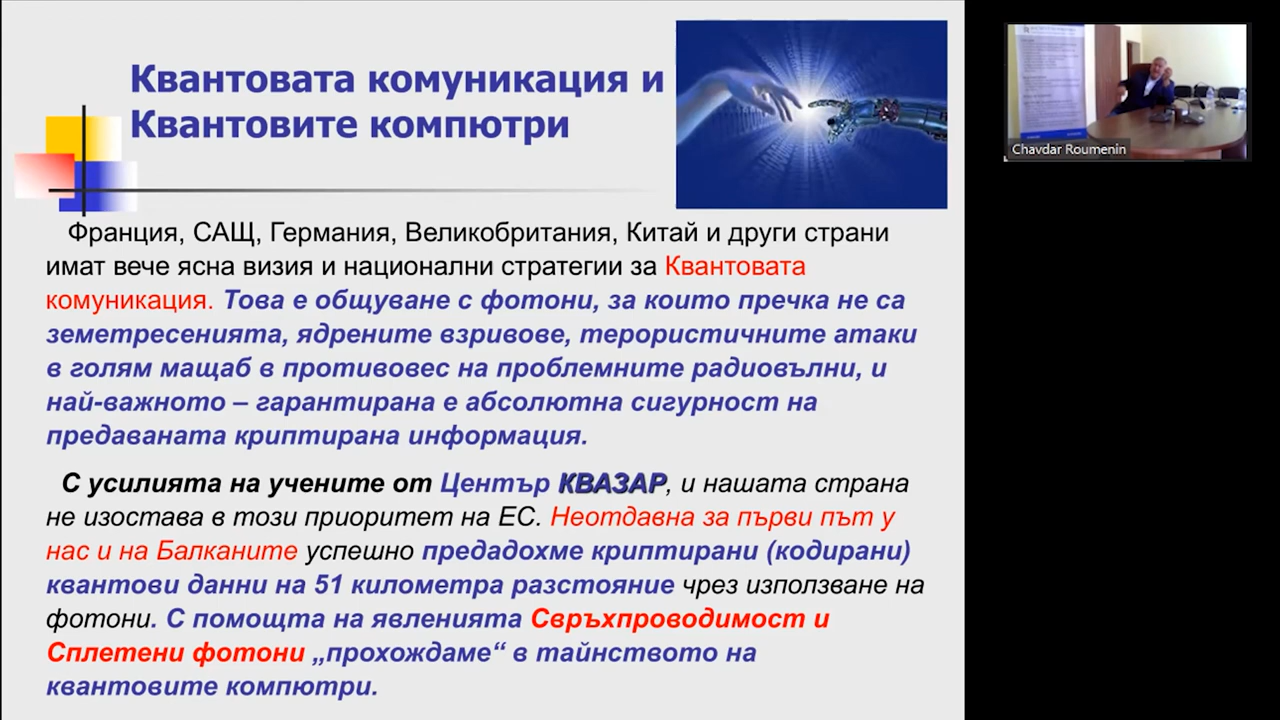 Квантовата комуникация и
Квантовите компютри
Франция, САЩ, Германия, Великобритания, Китай и други страни
имат вече ясна визия и национални стратегии за Квантовата
комуникация. Това е общуване с фотони, за които пречка не са
земетресенията, ядрените взривове, терористичните атаки
в голям мащаб в противовес на проблемните радиовълни, и
най-важното – гарантирана е абсолютна сигурност на
предаваната криптирана информация.
С усилията на учените от Център КВАЗАР, и нашата страна
не изостава в този приоритет на ЕС. Неотдавна за първи път у
нас и на Балканите успешно предадохме криптирани (кодирани)
квантови данни на 51 километра разстояние чрез използване на
фотони. С помощта на явленията Свръхпроводимост и
Сплетени фотони „прохождаме“ в тайнството на
квантовите компютри.
Chavdar Roumenin